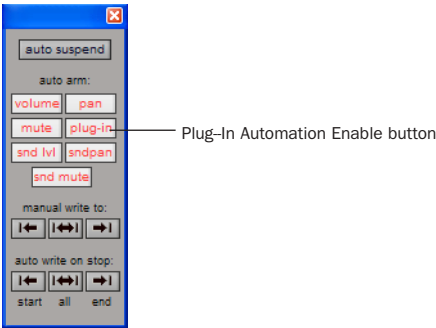 auto suspend
auto arm:
volume pan
mute plug-in
snd lvl sndpan
snd mute
manual write to:
auto write on stop:
start all end
Plug–In Automation Enable button